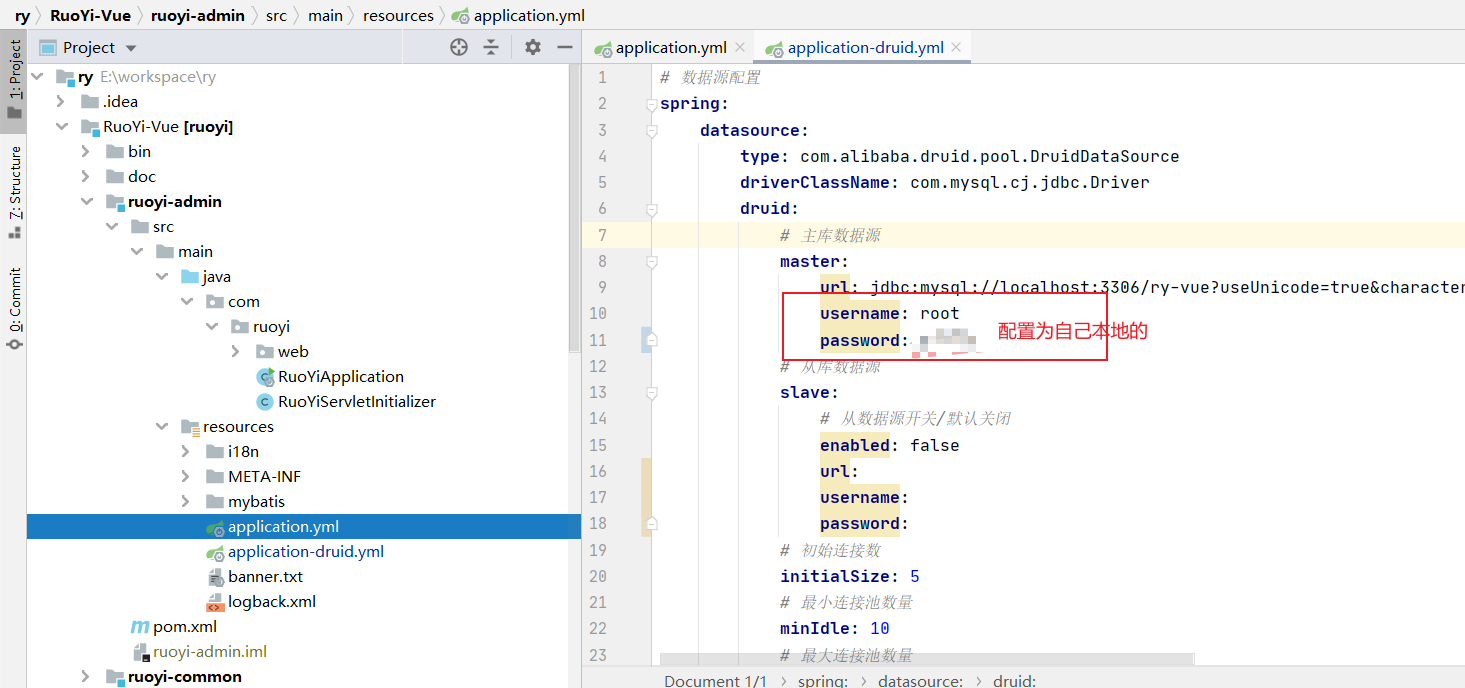 ry RuoYi-Vue ruoyi-admin src main resources application.yml
Project
application.yml
application-druid.yml
1: Project
7: Structure
0: Commit
ry E:\workspace\ry
.idea
RuoYi-Vue [ruoyi]
bin
doc
ruoyi-admin
src
main
java
com
ruoyi
web
RuoYiApplication
RuoYiServletInitializer
resources
i18n
META-INF
mybatis
application.yml
application-druid.yml
banner.txt
logback.xml
pom.xml
ruoyi-admin.iml
ruoyi-common
1 # 数据源配置
2 spring:
3 datasource:
4 type: com.alibaba.druid.pool.DruidDataSource
5 driverClassName: com.mysql.cj.jdbc.Driver
6 druid:
7 # 主库数据源
8 master:
9 url: jdbc:mysql://localhost:3306/ry-vue?useUnicode=true&character
10 username: root
11 password:
配置为自己本地的
12 # 从库数据源
13 slave:
14 # 从数据源开关/默认关闭
15 enabled: false
16 url:
17 username:
18 password:
19 # 初始连接数
20 initialSize: 5
21 # 最小连接池数量
22 minIdle: 10
23 # 最大连接池数量
Document 1/1 spring: datasource: druid: